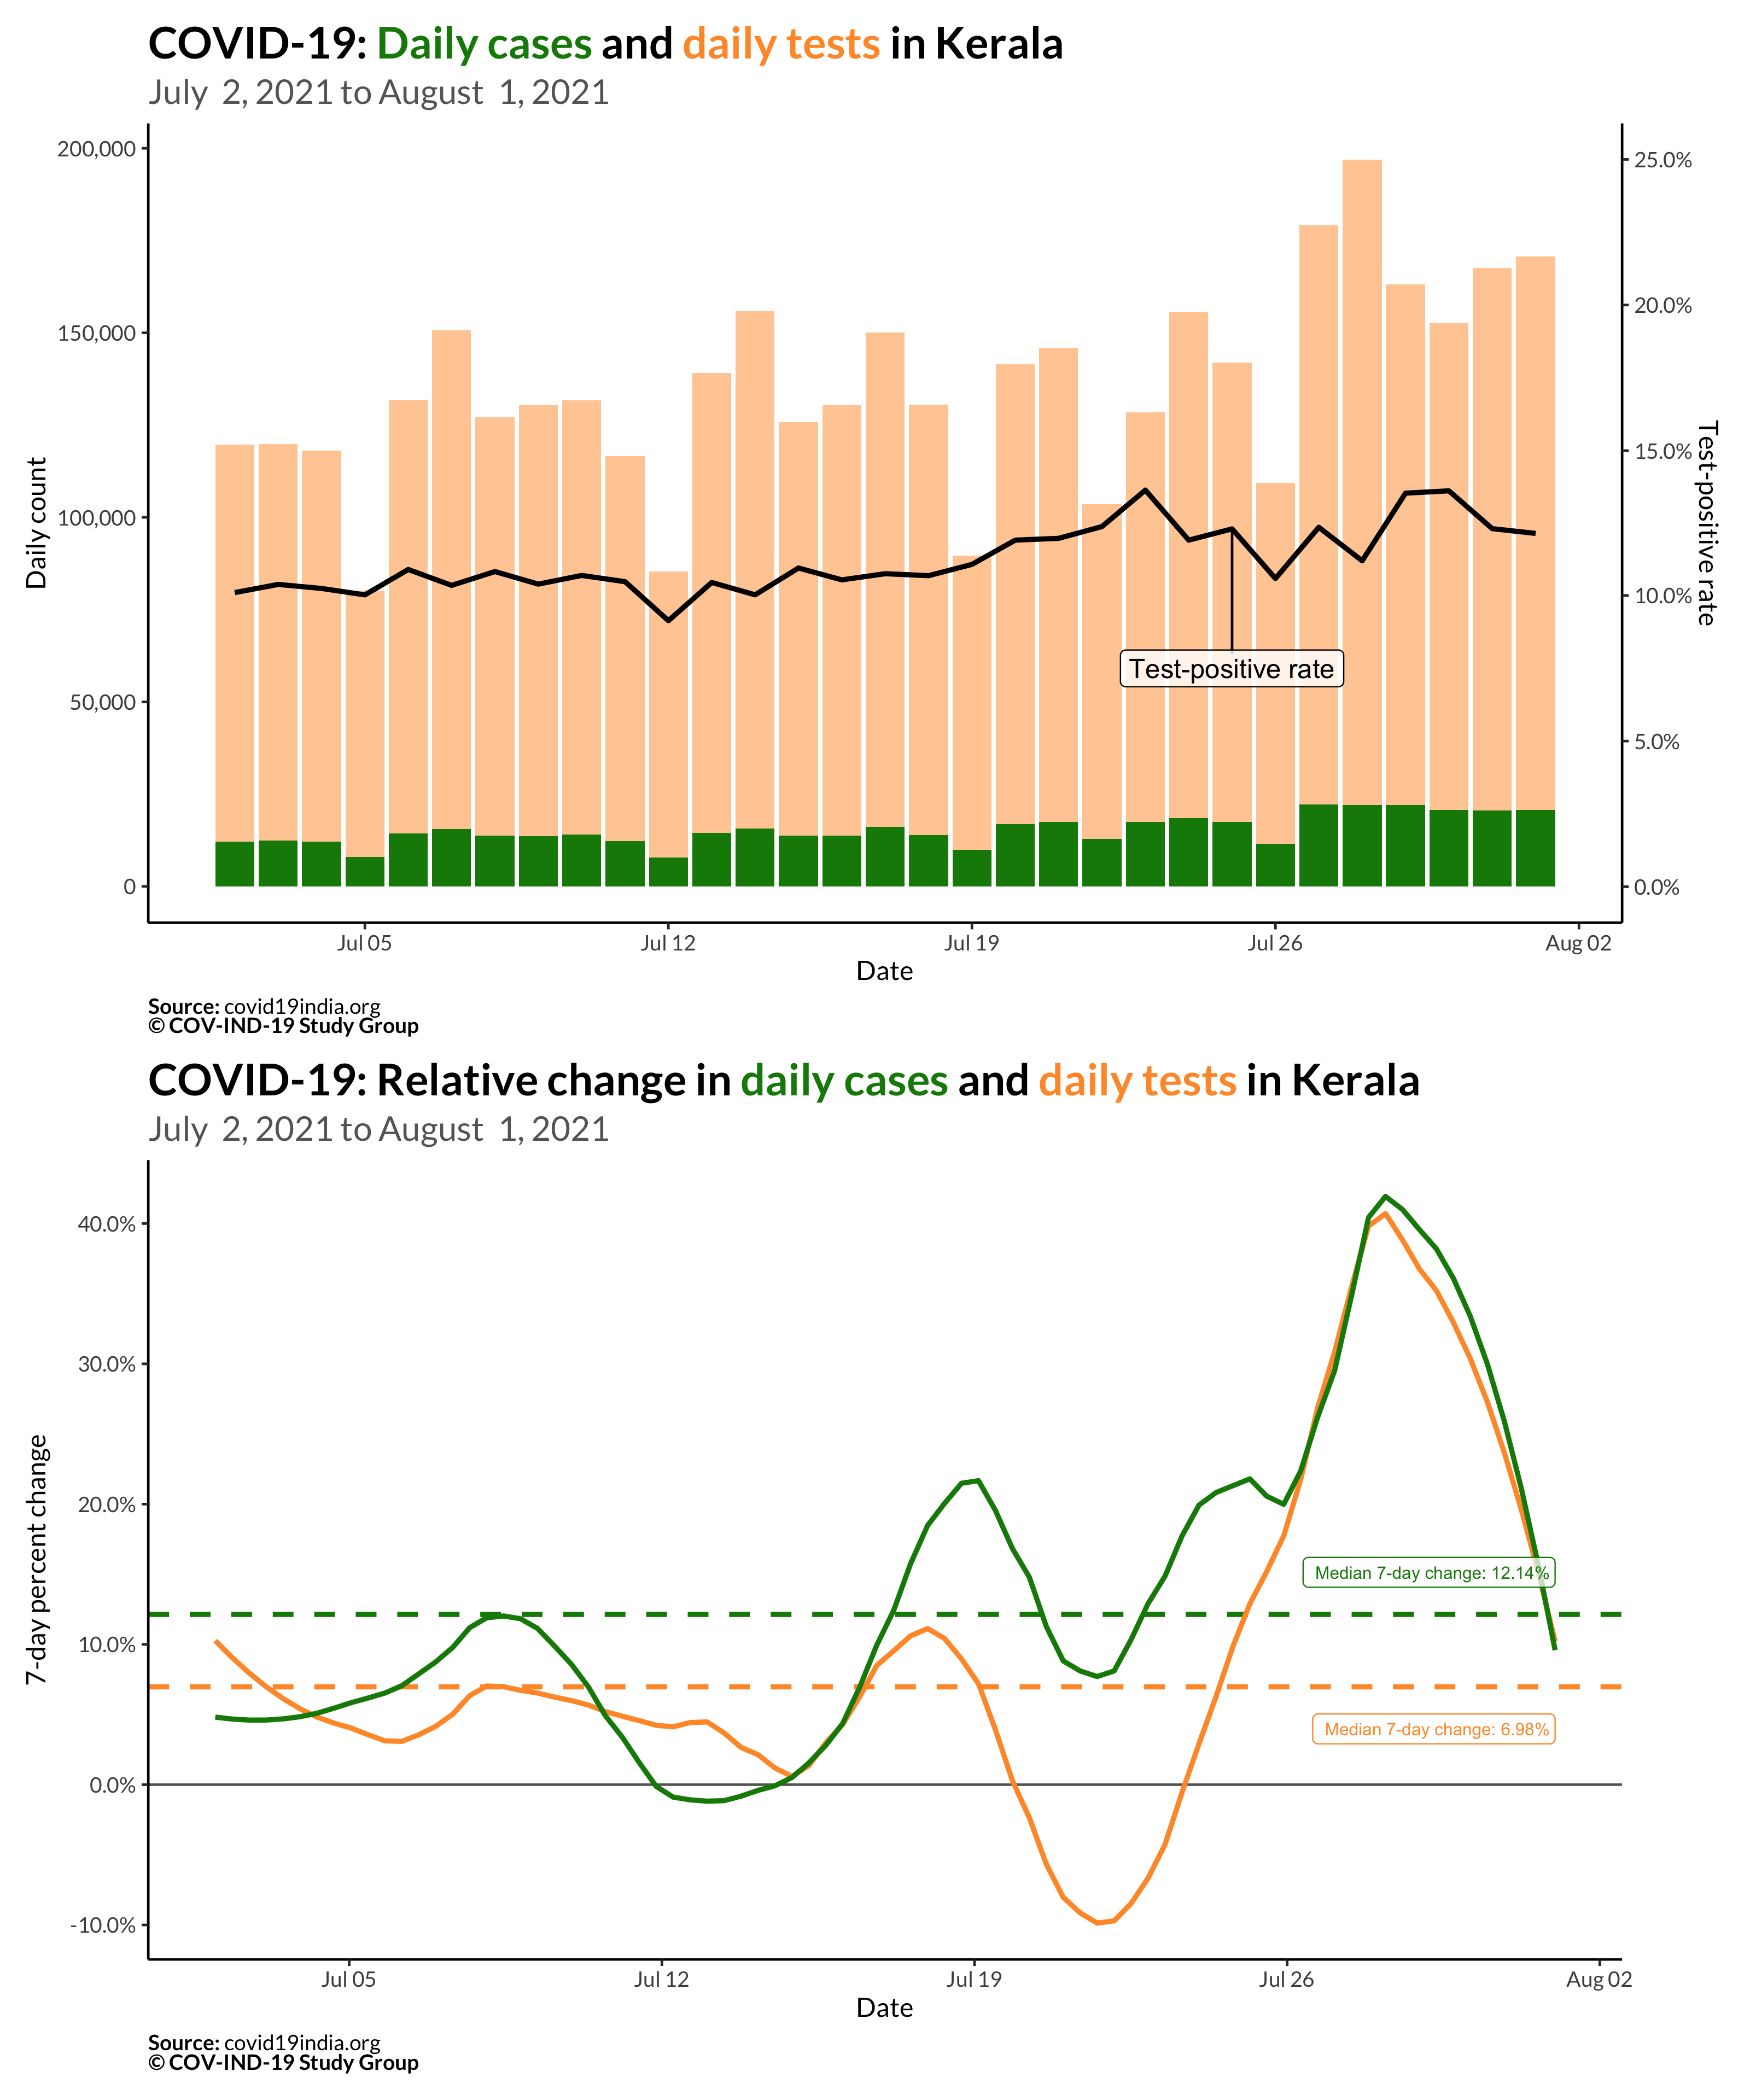 COVID-19: Daily cases and daily tests in Kerala
July 2, 2021 to August 1, 2021
200,000
150,000
100,000
50,000
0
Daily count
25.0%
20.0%
15.0%
10.0%
5.0%
0.0%
Test-positive rate
Test-positive rate
Jul 05
Jul 12
Jul 19
Jul 26
Aug 02
Date
Source: covid19india.org
© COV-IND-19 Study Group
COVID-19: Relative change in daily cases and daily tests in Kerala
July 2, 2021 to August 1, 2021
40.0%
30.0%
20.0%
10.0%
0.0%
-10.0%
7-day percent change
Median 7-day change: 12.14%
Median 7-day change: 6.98%
Jul 05
Jul 12
Jul 19
Jul 26
Aug 02
Date
Source: covid19india.org
© COV-IND-19 Study Group